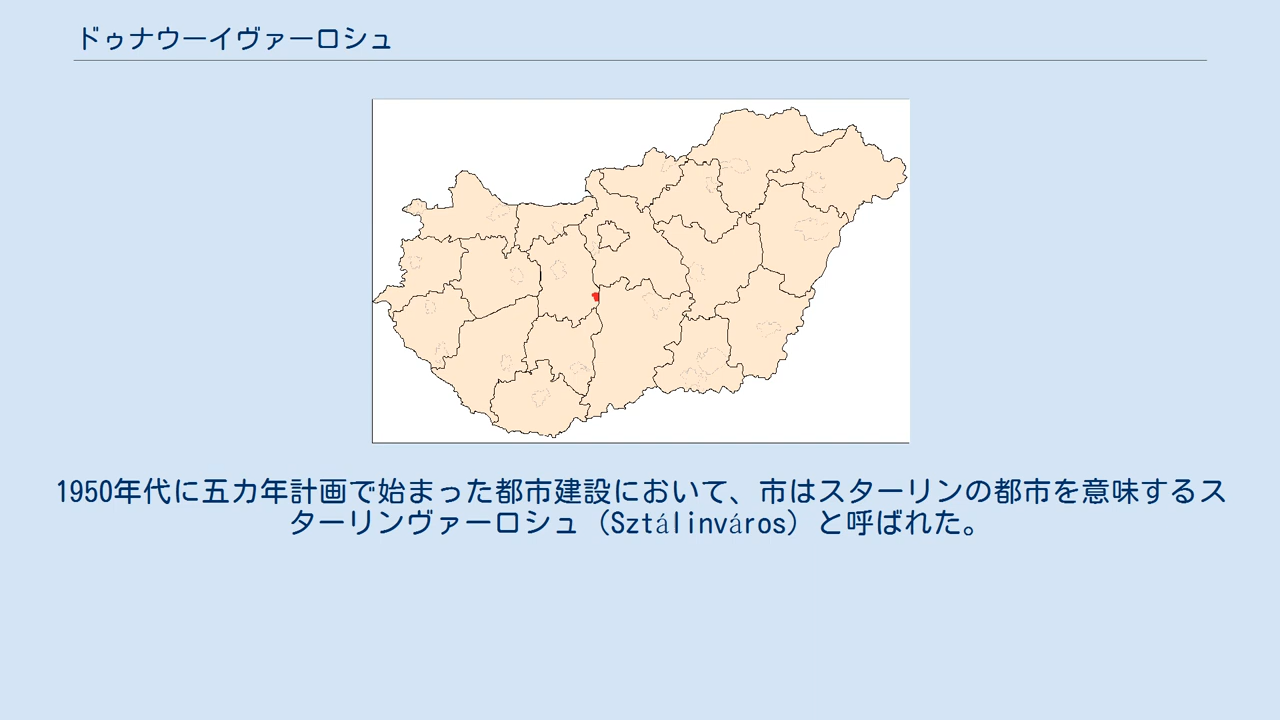 ドゥナウーイヴァーロシュ
1950年代に五カ年計画で始まった都市建設において、市はスターリンの都市を意味するス
ターリンヴァーロシュ（Sztálinváros）と呼ばれた。